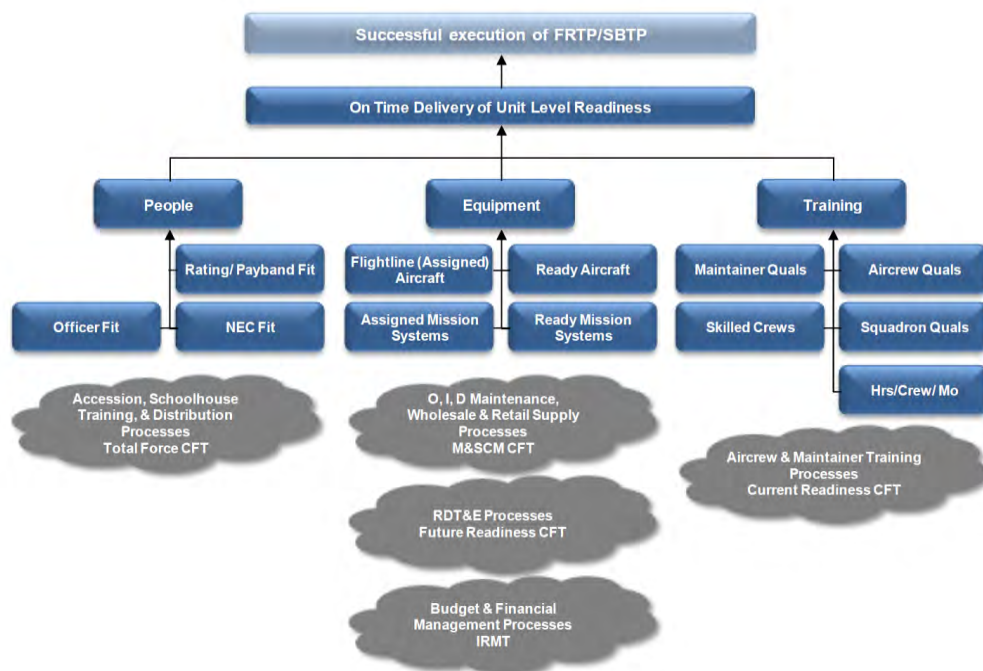 Successful execution of FRTP/SBTP
On Time Delivery of Unit Level Readiness
People
Equipment
Training
Rating/ Payband Fit
Officer Fit
NEC Fit
Flightline (Assigned)
Aircraft
Ready Aircraft
Assigned Mission
Systems
Ready Mission
Systems
Maintainer Quals
Aircrew Quals
Skilled Crews
Squadron Quals
Hrs/Crew/ Mo
Accession, Schoolhouse
Training, & Distribution
Processes
Total Force CFT
O, I, D Maintenance,
Wholesale & Retail Supply
Processes
M&SCM CFT
Aircrew & Maintainer Training
Processes
Current Readiness CFT
RDT&E Processes
Future Readiness CFT
Budget & Financial
Management Processes
IRMT